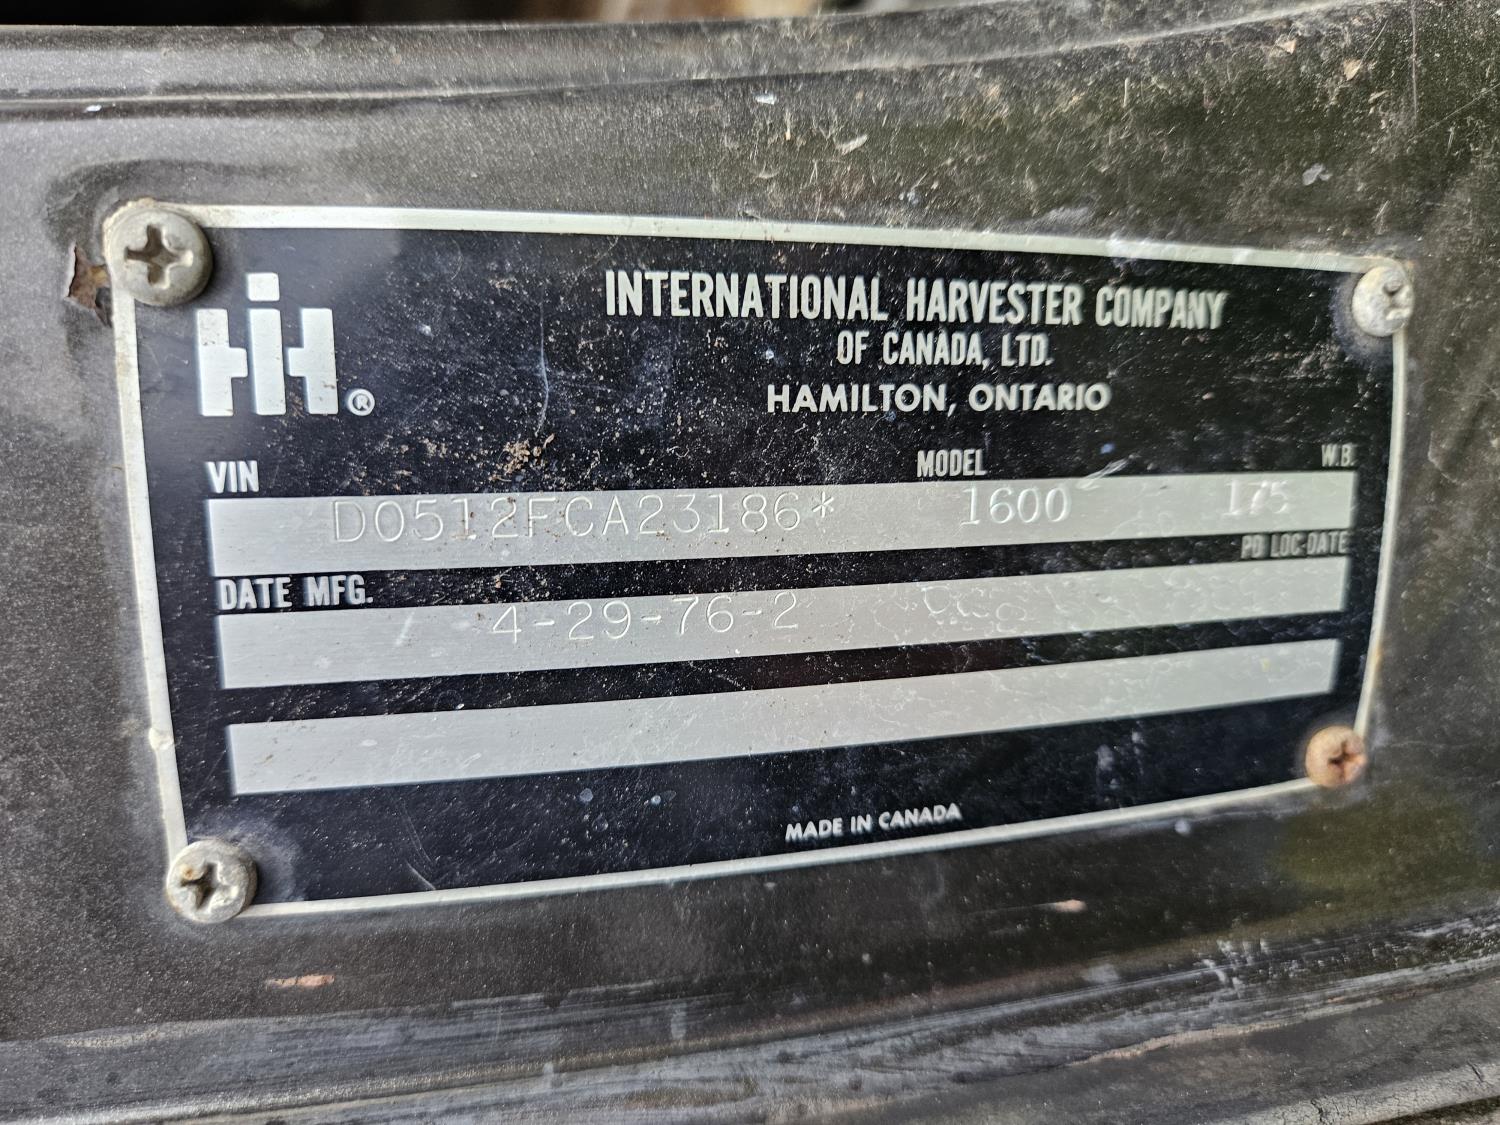 IH ®
INTERNATIONAL HARVESTER COMPANY
OF CANADA, LTD.
HAMILTON, ONTARIO
VIN MODEL W.B.
D0512FCA23186* 1600 175
DATE MFG. PD LOC-DATE
4-29-76-2
MADE IN CANADA